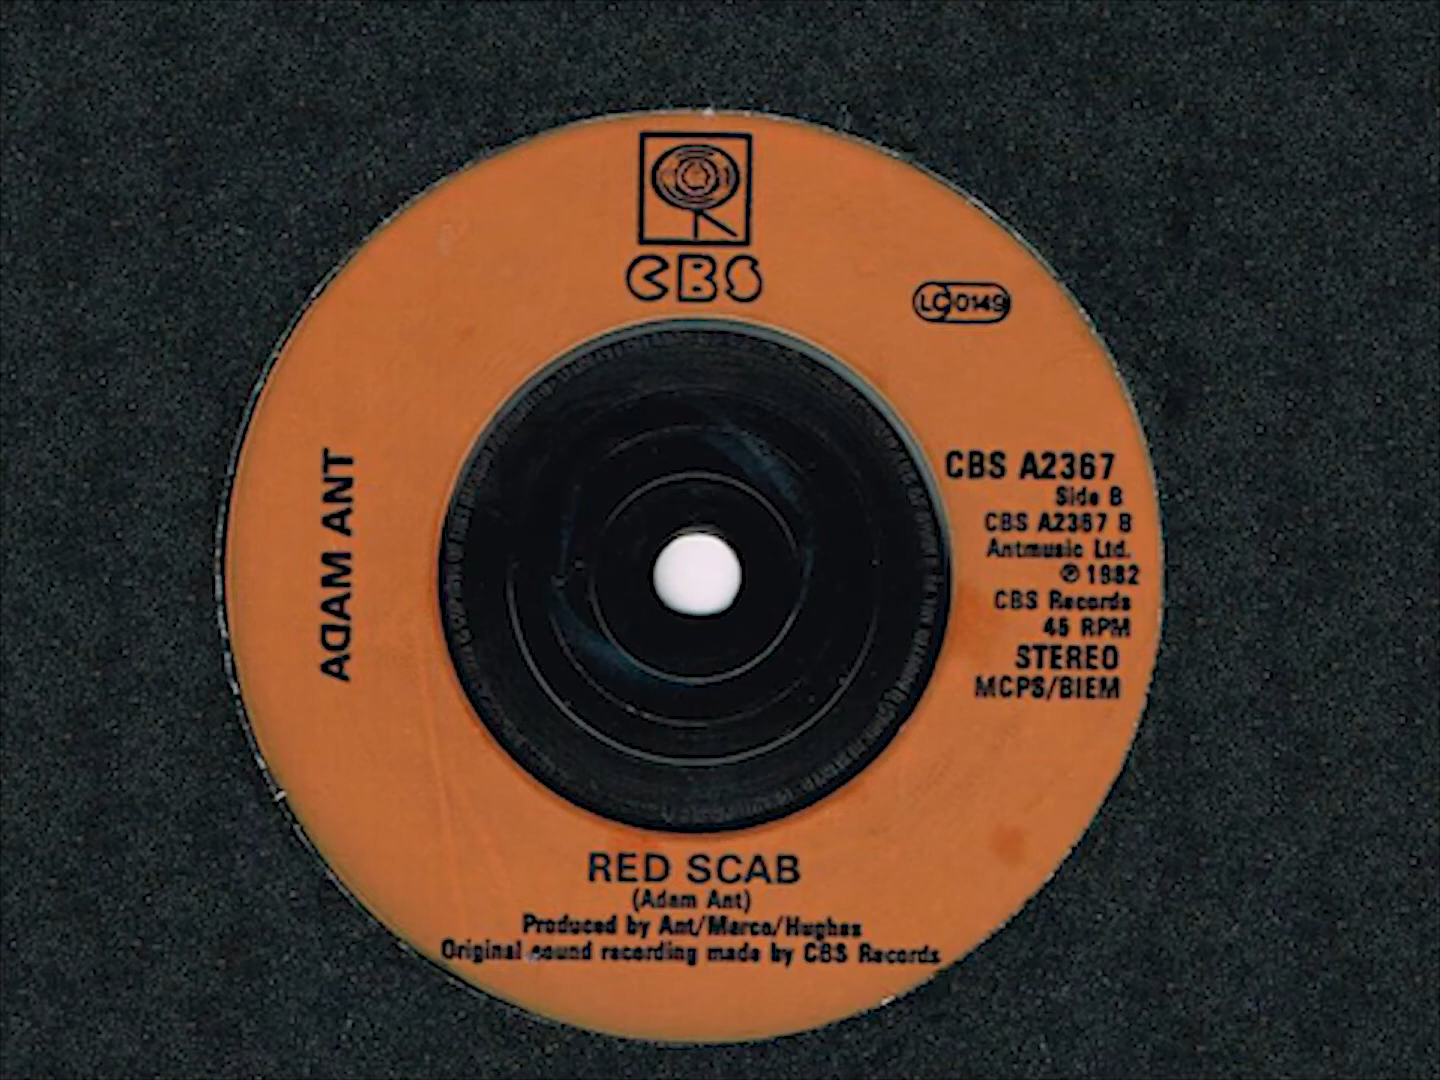 CBS
LC 0149
ADAM ANT
CBS A2367
Side B
CBS A2367 B
Antmusic Ltd.
℗ 1982
CBS Records
45 RPM
STEREO
MCPS/BIEM
RED SCAB
(Adam Ant)
Produced by Ant/Marco/Hughes
Original sound recording made by CBS Records